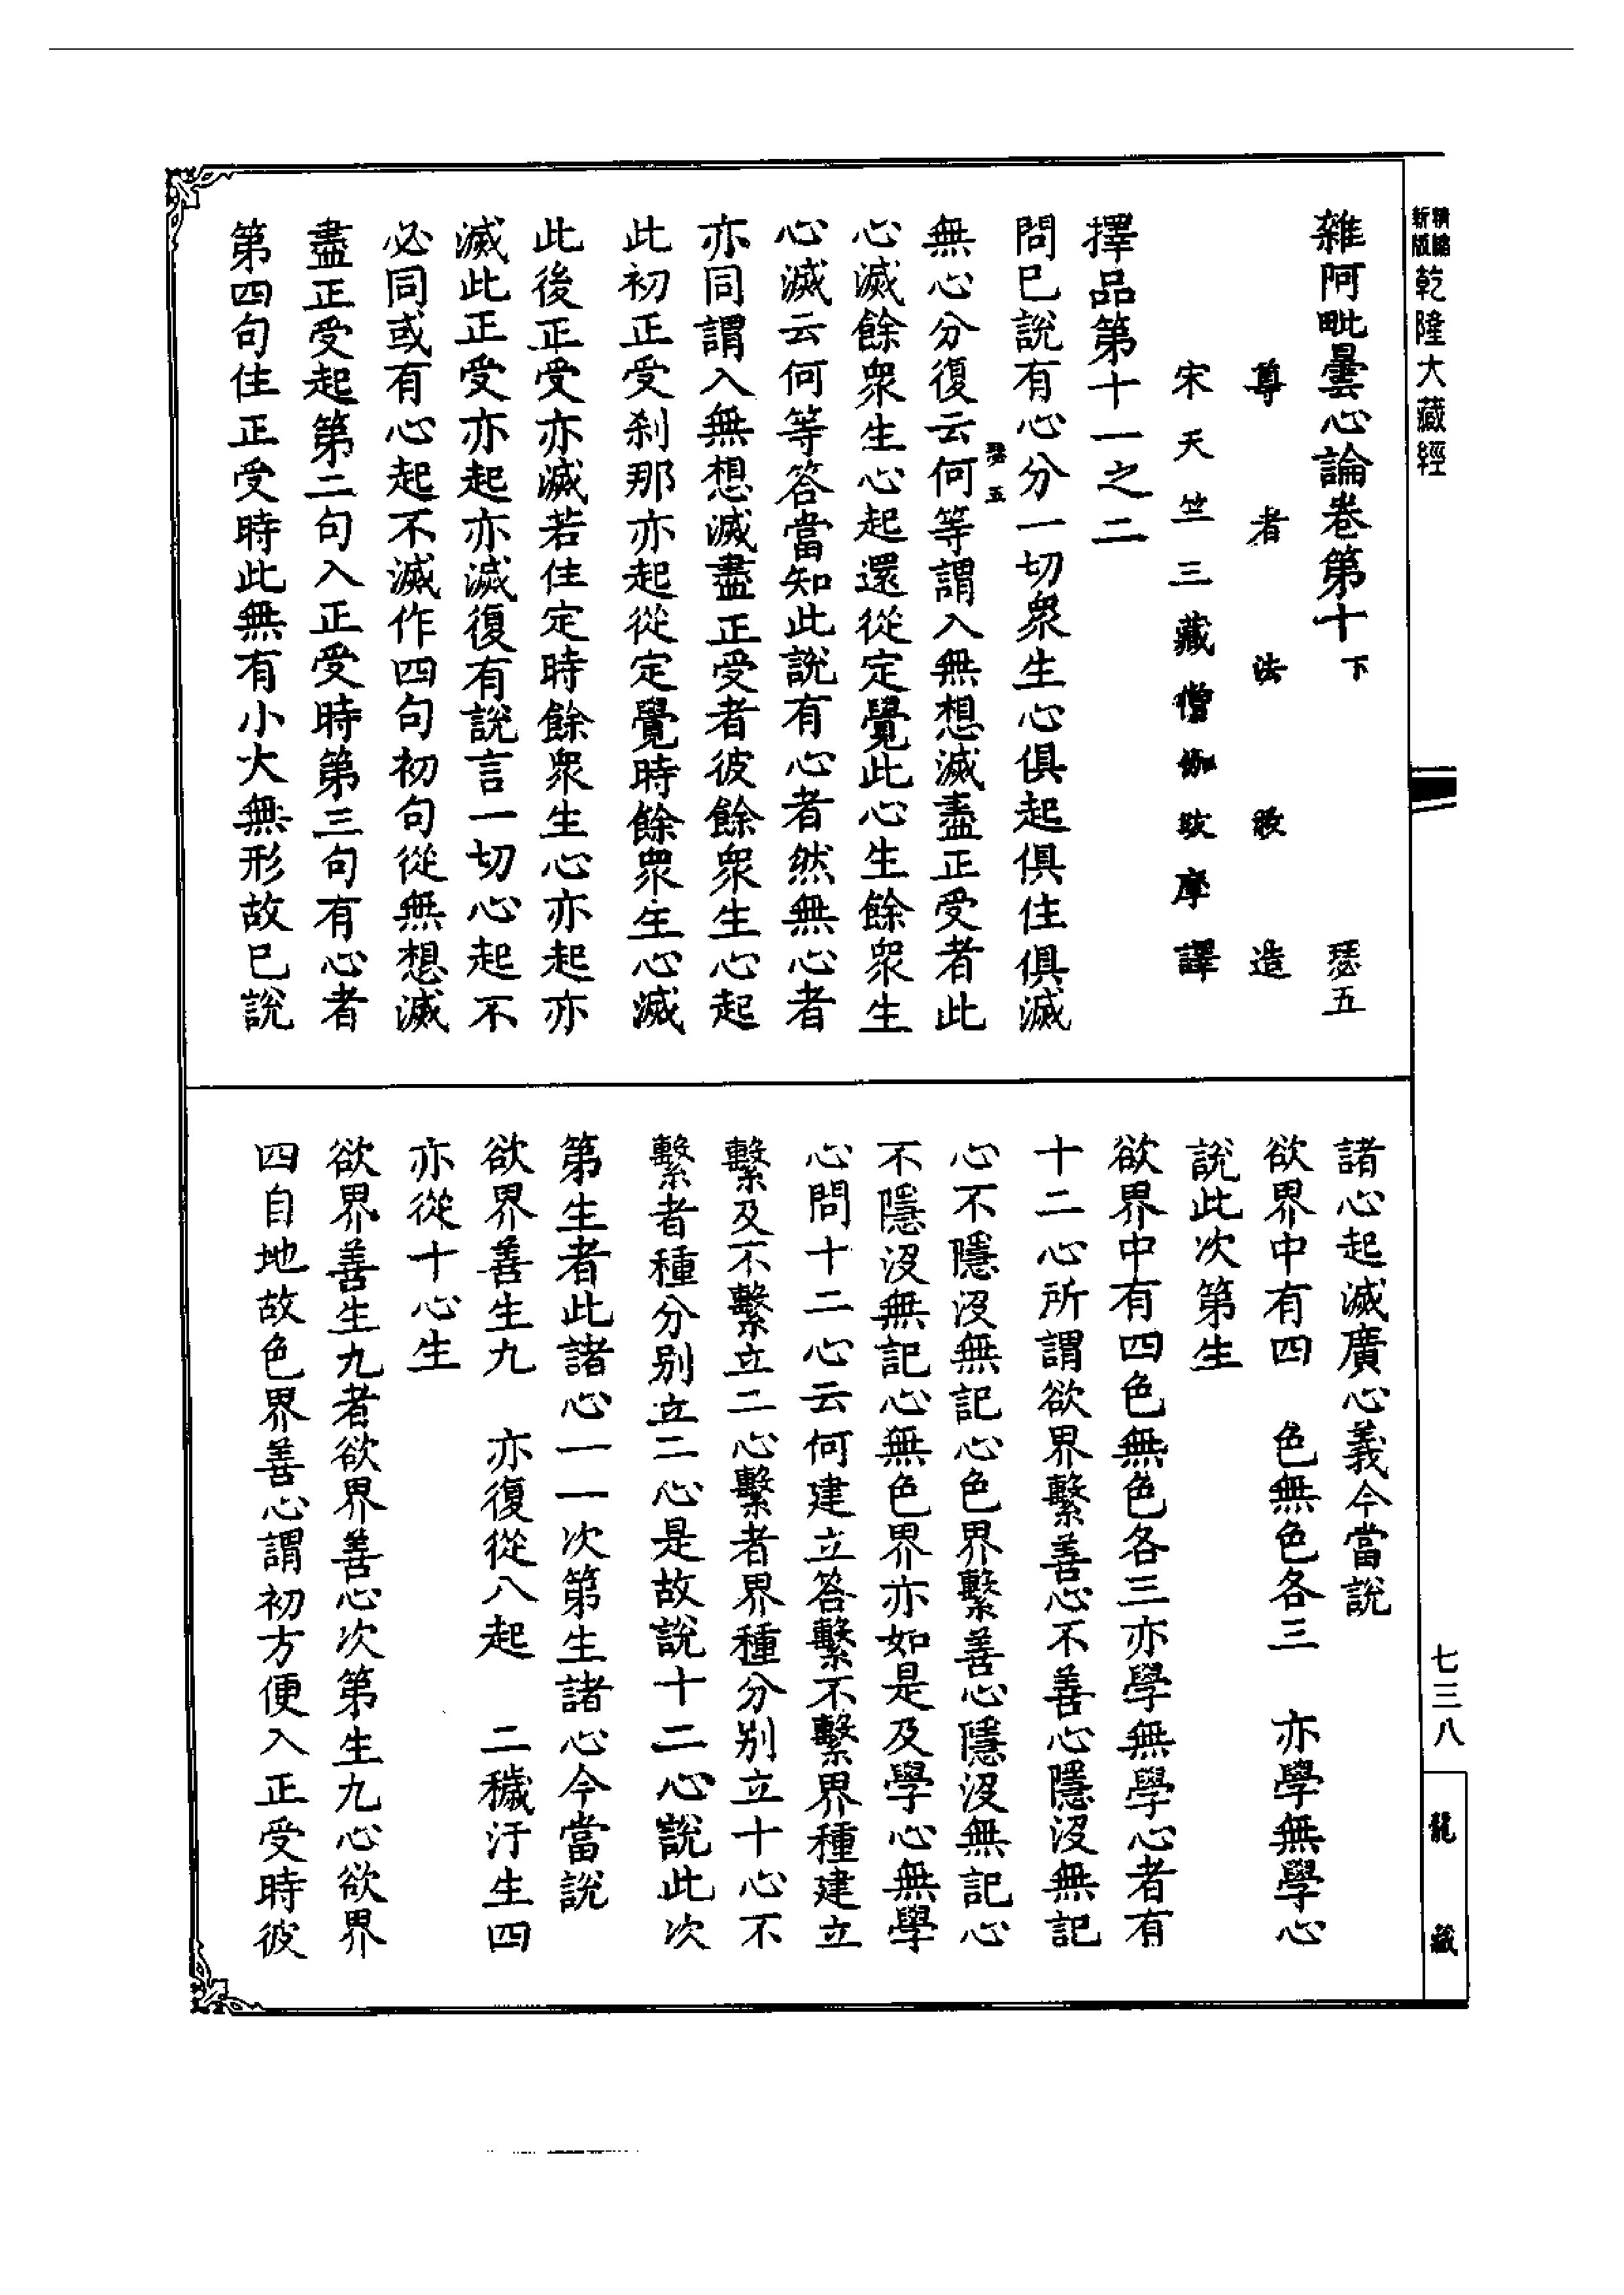 精縮新版乾隆大藏經
雜阿毗曇心論卷第十下　瑟五
尊者法救造
宋天竺三藏僧伽跋摩譯
擇品第十一之二
問已說有心分一切衆生心俱起俱住俱滅
無心分復云何等謂入無想滅盡正受者此
瑟五
心滅餘衆生心起還從定覺此心生餘衆生
心滅云何等答當知此說有心者然無心者
亦同謂入無想滅盡正受者彼餘衆生心起
此初正受刹那亦起從定覺時餘衆生心滅
此後正受亦滅若住定時餘衆生心亦起亦
滅此正受亦起亦滅復有說言一切心起不
必同或有心起不滅作四句初句從無想滅
盡正受起第二句入正受時第三句有心者
第四句住正受時此無有小大無形故已說
諸心起滅廣心義今當說
欲界中有四　色無色各三　亦學無學心
說此次第生
欲界中有四色無色各三亦學無學心者有
十二心所謂欲界繫善心不善心隱沒無記
心不隱沒無記心色界繫善心隱沒無記心
不隱沒無記心無色界亦如是及學心無學
心問十二心云何建立答繫不繫界種建立
繫及不繫立二心繫者界種分别立十心不
繫者種分别立二心是故說十二心說此次
第生者此諸心一一次第生諸心今當說
欲界善生九　亦復從八起　二穢汙生四
亦從十心生
欲界善生九者欲界善心次第生九心欲界
四自地故色界善心謂初方便入正受時彼
七三八
龍藏